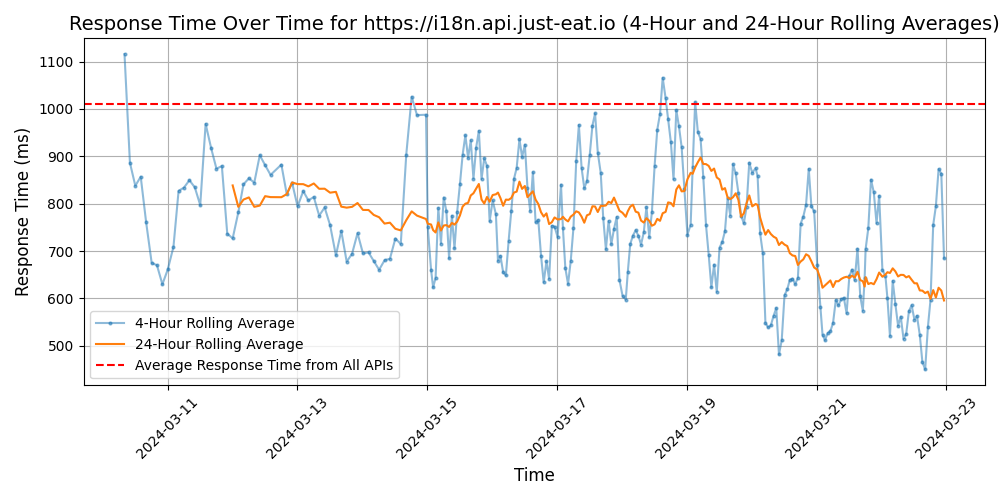 Response Time Over Time for https://i18n.api.just-eat.io (4-Hour and 24-Hour Rolling Averages)
Response Time (ms)
1100
1000
900
800
700
600
500
4-Hour Rolling Average
24-Hour Rolling Average
Average Response Time from All APIs
2024-03-11
2024-03-13
2024-03-15
2024-03-17
2024-03-19
2024-03-21
2024-03-23
Time